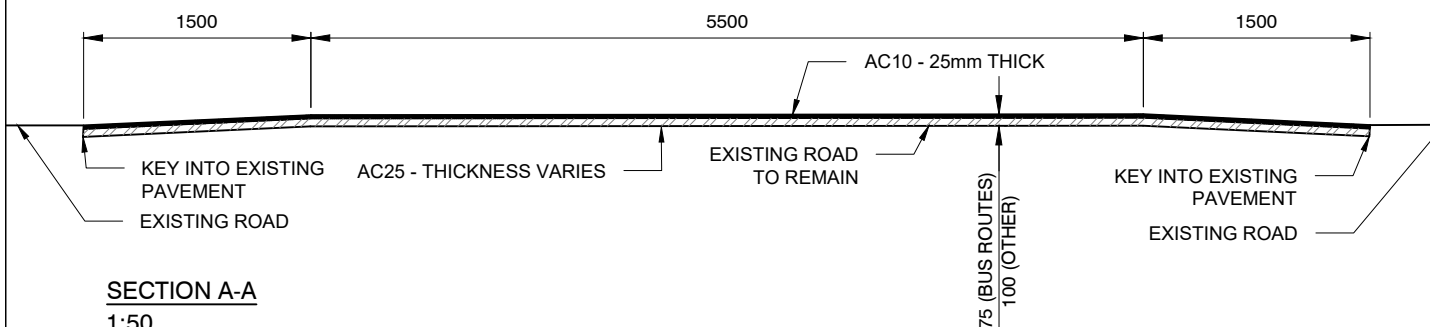 1500
5500
1500
AC10 - 25mm THICK
KEY INTO EXISTING
PAVEMENT
AC25 - THICKNESS VARIES
EXISTING ROAD
TO REMAIN
KEY INTO EXISTING
PAVEMENT
EXISTING ROAD
EXISTING ROAD
75 (BUS ROUTES)
100 (OTHER)
SECTION A-A
1:50